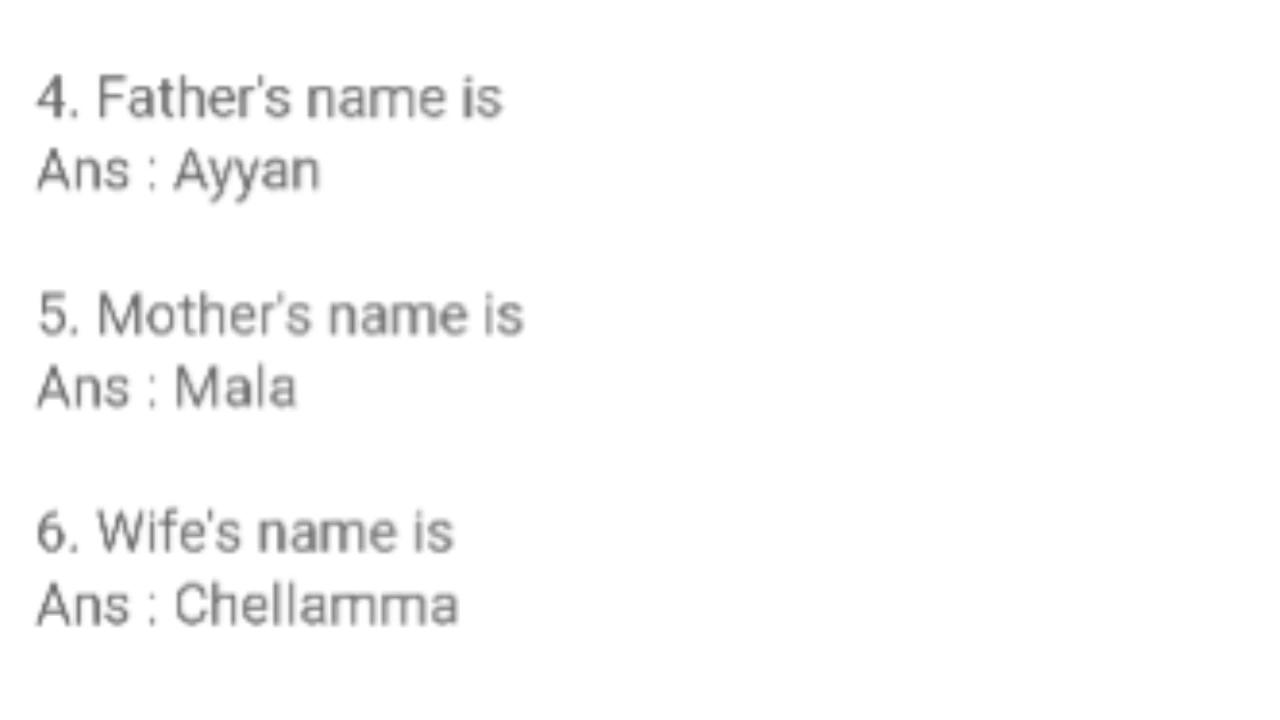 4. Father's name is
Ans : Ayyan
5. Mother's name is
Ans : Mala
6. Wife's name is
Ans : Chellamma